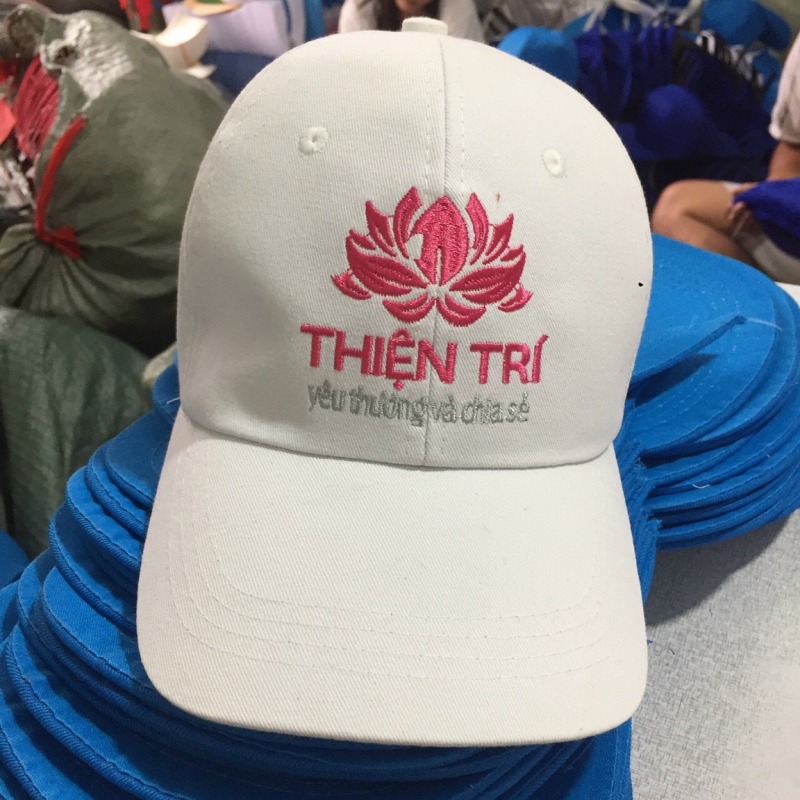 THIỆN TRÍ
yêu thương và chia sẻ